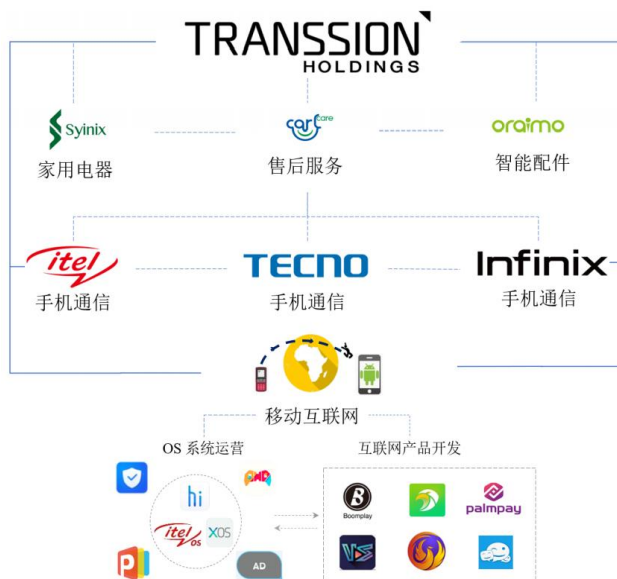 TRANSSION
HOLDINGS
Syinix
carlcare
oraimo
家用电器
售后服务
智能配件
itel
TECNO
Infinix
手机通信
手机通信
手机通信
移动互联网
OS 系统运营
互联网产品开发
hi
itel OS
XOS
AD
B
Boomplay
palmpay
VS